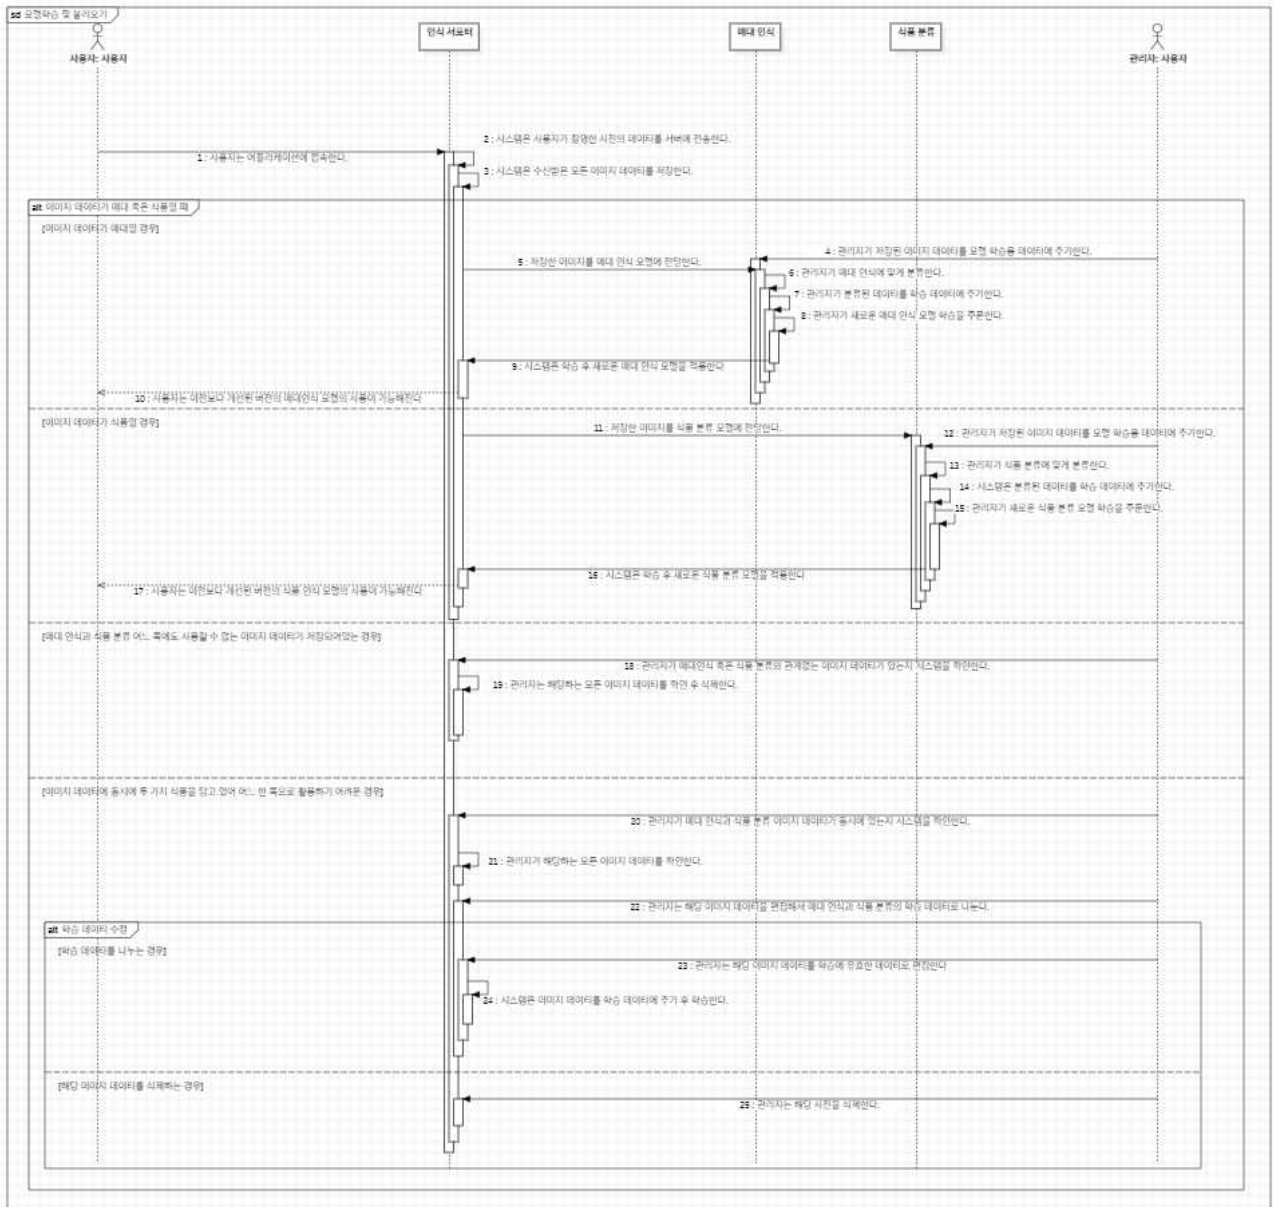 sd 모델학습 및 불러오기
사용자: 사용자
인식 서포터
매대 인식
식품 분류
관리자: 사용자
1 : 사용자는 어플리케이션에 접속한다.
2 : 시스템은 사용자가 촬영한 사진의 데이터를 서버에 전송한다.
3 : 시스템은 수신받은 모든 이미지 데이터를 저장한다.
alt 이미지 데이터가 매대 혹은 식품일 때
[이미지 데이터가 매대일 경우]
4 : 관리자가 저장된 이미지 데이터를 모델 학습용 데이터에 추가한다.
5 : 저장한 이미지를 매대 인식 모델에 전달한다.
6 : 관리자가 매대 인식에 맞게 분류한다.
7 : 관리자가 분류된 데이터를 학습 데이터에 추가한다.
8 : 관리자가 새로운 매대 인식 모델 학습을 주문한다.
9 : 시스템은 학습 후 새로운 매대 인식 모델을 적용한다
10 : 사용자는 이전보다 개선된 버전의 매대인식 모델의 사용이 가능해진다
[이미지 데이터가 식품일 경우]
11 : 저장한 이미지를 식품 분류 모델에 전달한다.
12 : 관리자가 저장된 이미지 데이터를 모델 학습용 데이터에 추가한다.
13 : 관리자가 식품 분류에 맞게 분류한다.
14 : 시스템은 분류된 데이터를 학습 데이터에 추가한다.
15 : 관리자가 새로운 식품 분류 모델 학습을 주문한다.
16 : 시스템은 학습 후 새로운 식품 분류 모델을 적용한다
17 : 사용자는 이전보다 개선된 버전의 식품 인식 모델의 사용이 가능해진다
[매대 인식과 식품 분류 어느 쪽에도 사용할 수 없는 이미지 데이터가 저장되어있는 경우]
18 : 관리자가 매대인식 혹은 식품 분류와 관계없는 이미지 데이터가 있는지 시스템을 확인한다.
19 : 관리자는 해당하는 모든 이미지 데이터를 확인 후 삭제한다.
[이미지 데이터에 동시에 두 가지 식품을 담고 있어 어느 한 쪽으로 활용하기 어려운 경우]
20 : 관리자가 매대 인식과 식품 분류 이미지 데이터가 동시에 있는지 시스템을 확인한다.
21 : 관리자가 해당하는 모든 이미지 데이터를 확인한다.
22 : 관리자는 해당 이미지 데이터를 편집해서 매대 인식과 식품 분류의 학습 데이터로 나눈다.
alt 학습 데이터 수정
[학습 데이터를 나누는 경우]
23 : 관리자는 해당 이미지 데이터를 학습에 유효한 데이터로 편집한다
24 : 시스템은 이미지 데이터를 학습 데이터에 추가 후 학습한다.
[해당 이미지 데이터를 삭제하는 경우]
25 : 관리자는 해당 사진을 삭제한다.